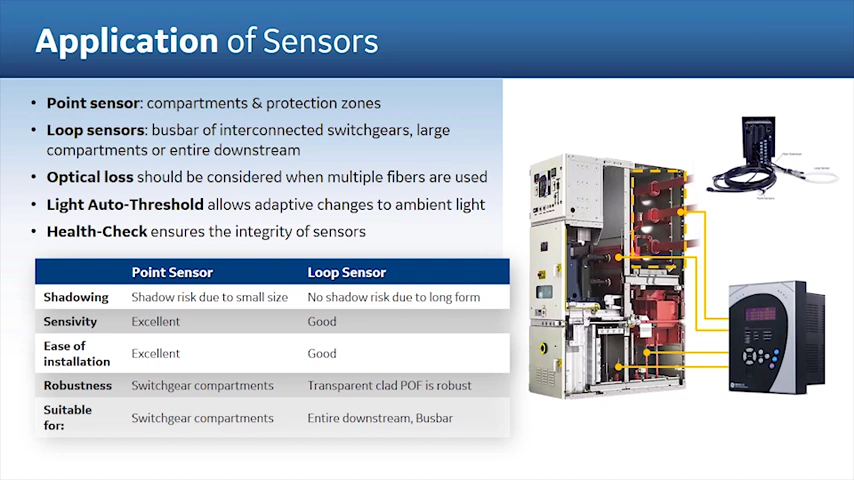 Application of Sensors
• Point sensor: compartments & protection zones
• Loop sensors: busbar of interconnected switchgears, large
compartments or entire downstream
• Optical loss should be considered when multiple fibers are used
• Light Auto-Threshold allows adaptive changes to ambient light
• Health-Check ensures the integrity of sensors
Point Sensor Loop Sensor
Shadowing Shadow risk due to small size No shadow risk due to long form
Sensivity Excellent Good
Ease of
installation Excellent Good
Robustness Switchgear compartments Transparent clad POF is robust
Suitable
for: Switchgear compartments Entire downstream, Busbar
Loop Sensor
Point Sensors